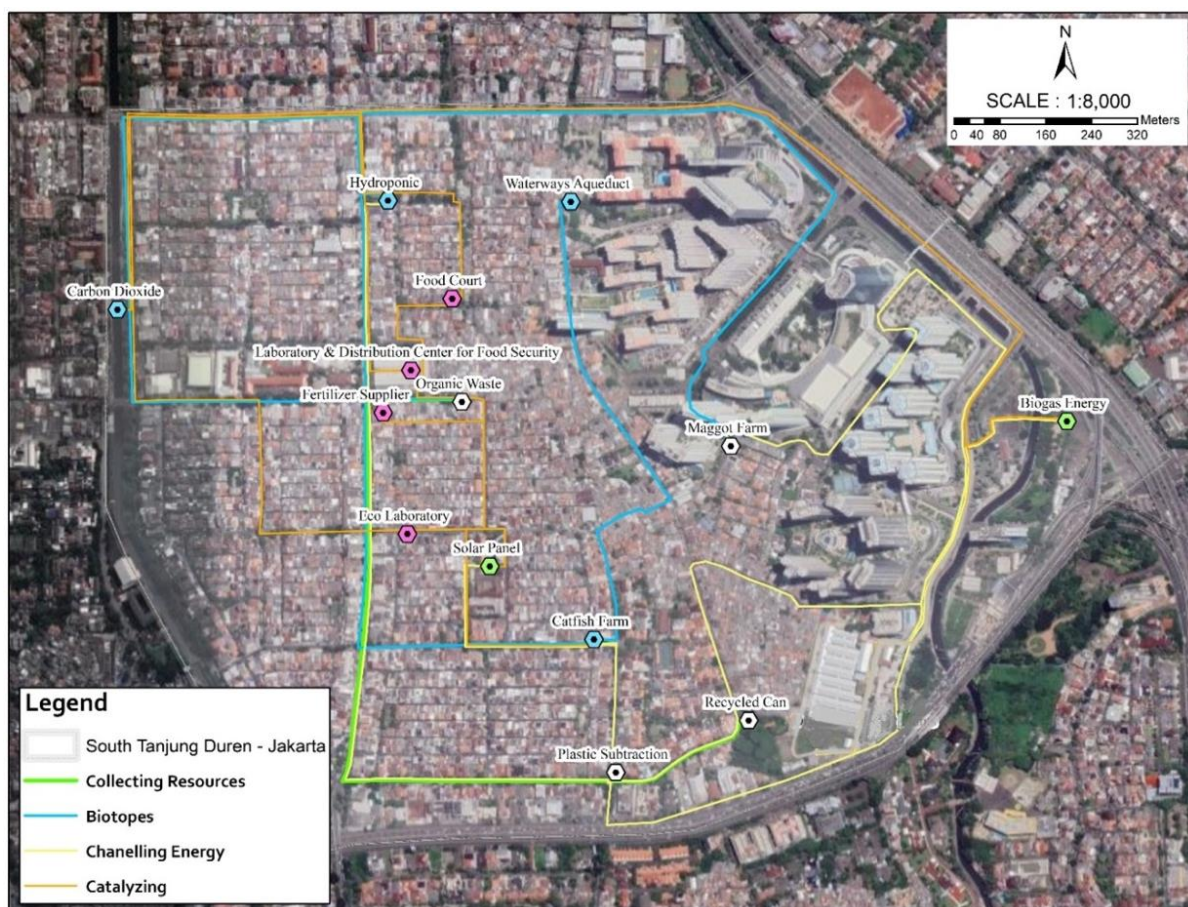 N
SCALE : 1:8,000
Meters
0 40 80 160 240 320
Hydroponic
Waterways Aqueduct
Food Court
Carbon Dioxide
Laboratory & Distribution Center for Food Security
Organic Waste
Fertilizer Supplier
Biogas Energy
Maggot Farm
Eco Laboratory
Solar Panel
Catfish Farm
Recycled Can
Plastic Subtraction
Legend
South Tanjung Duren - Jakarta
Collecting Resources
Biotopes
Chanelling Energy
Catalyzing